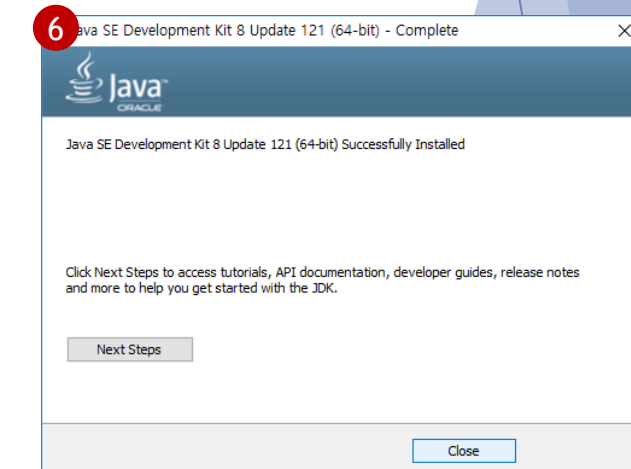 6
ava SE Development Kit 8 Update 121 (64-bit) - Complete
Java™
ORACLE
Java SE Development Kit 8 Update 121 (64-bit) Successfully Installed
Click Next Steps to access tutorials, API documentation, developer guides, release notes
and more to help you get started with the JDK.
Next Steps
Close